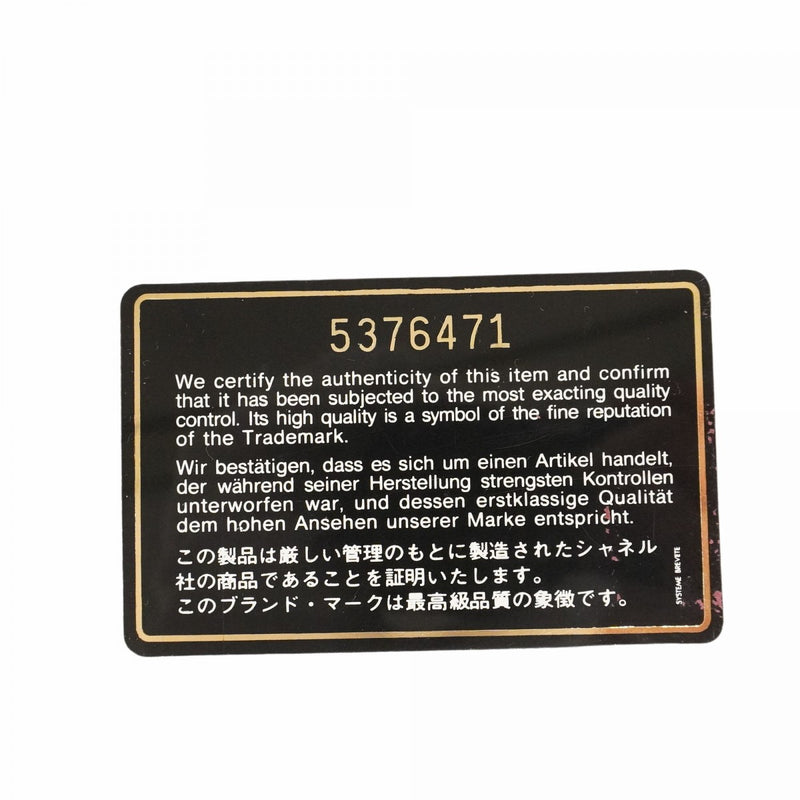 5376471
We certify the authenticity of this item and confirm
that it has been subjected to the most exacting quality
control. Its high quality is a symbol of the fine reputation
of the Trademark.
Wir bestätigen, dass es sich um einen Artikel handelt,
der während seiner Herstellung strengsten Kontrollen
unterworfen war, und dessen erstklassige Qualität
dem hohen Ansehen unserer Marke entspricht.
この製品は厳しい管理のもとに製造されたシャネル
社の商品であることを証明いたします。
このブランド・マークは最高級品質の象徴です。
SYSTEME BREVETE